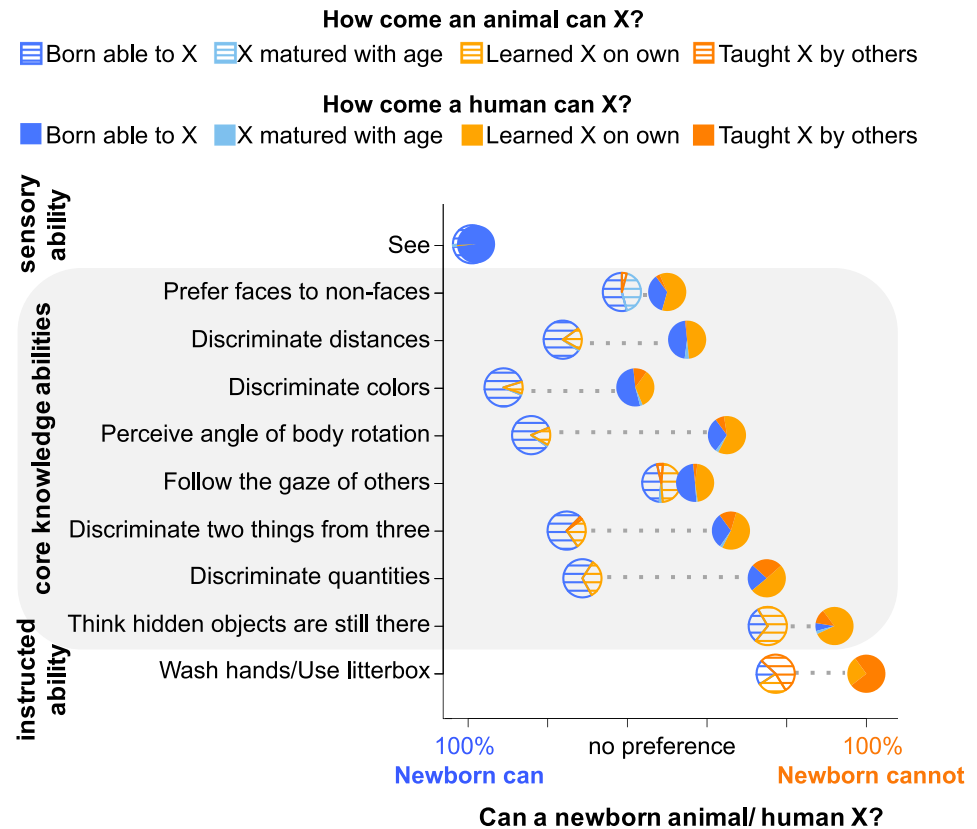 How come an animal can X?
Born able to X X matured with age Learned X on own Taught X by others
How come a human can X?
Born able to X X matured with age Learned X on own Taught X by others
sensory
ability
See
core knowledge abilities
Prefer faces to non-faces
Discriminate distances
Discriminate colors
Perceive angle of body rotation
Follow the gaze of others
Discriminate two things from three
Discriminate quantities
Think hidden objects are still there
instructed
ability
Wash hands/Use litterbox
100% no preference 100%
Newborn can Newborn cannot
Can a newborn animal/ human X?